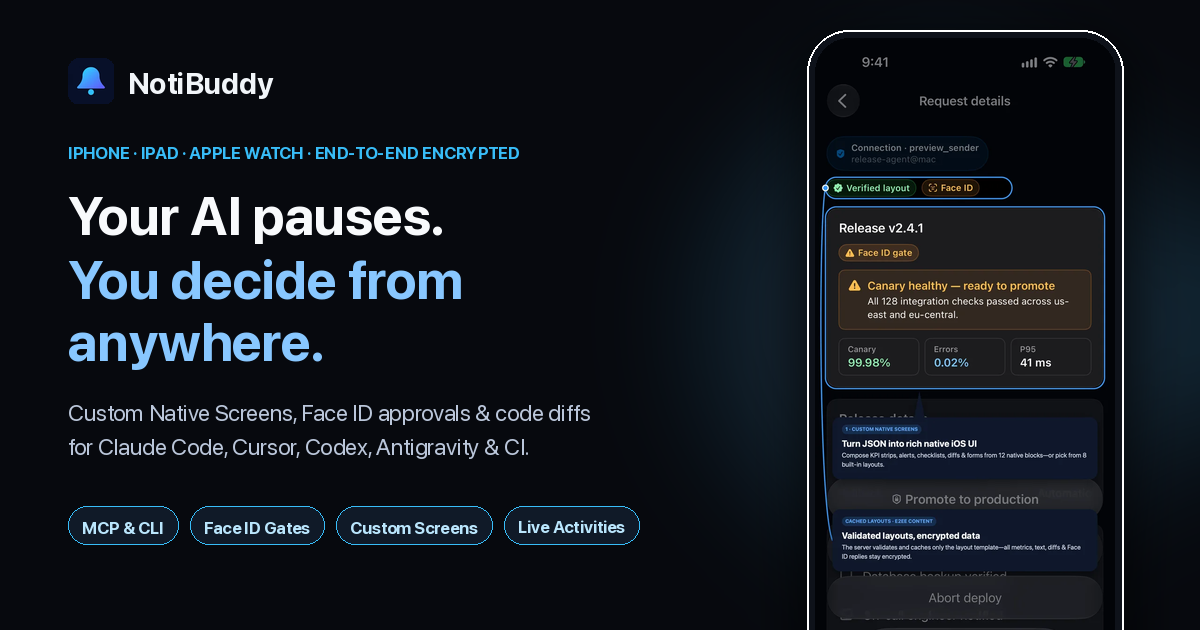 NotiBuddy
IPHONE · IPAD · APPLE WATCH · END-TO-END ENCRYPTED
Your AI pauses.
You decide from
anywhere.
Custom Native Screens, Face ID approvals & code diffs
for Claude Code, Cursor, Codex, Antigravity & CI.
MCP & CLI
Face ID Gates
Custom Screens
Live Activities
9:41
Request details
Connection · preview_sender
release-agent@mac
Verified layout
Face ID
Release v2.4.1
Face ID gate
Canary healthy — ready to promote
All 128 integration checks passed across us-
east and eu-central.
Canary
99.98%
Errors
0.02%
P95
41 ms
Release details
1 · CUSTOM NATIVE SCREENS
Turn JSON into rich native iOS UI
Compose KPI strips, alerts, checklists, diffs & forms from 12 native blocks—or pick from 8
built-in layouts.
Promote to production
CACHED LAYOUTS · E2EE CONTENT
Validated layouts, encrypted data
The server validates and caches only the layout template—all metrics, text, diffs & Face
ID replies stay encrypted.
Database backup verified
Abort deploy